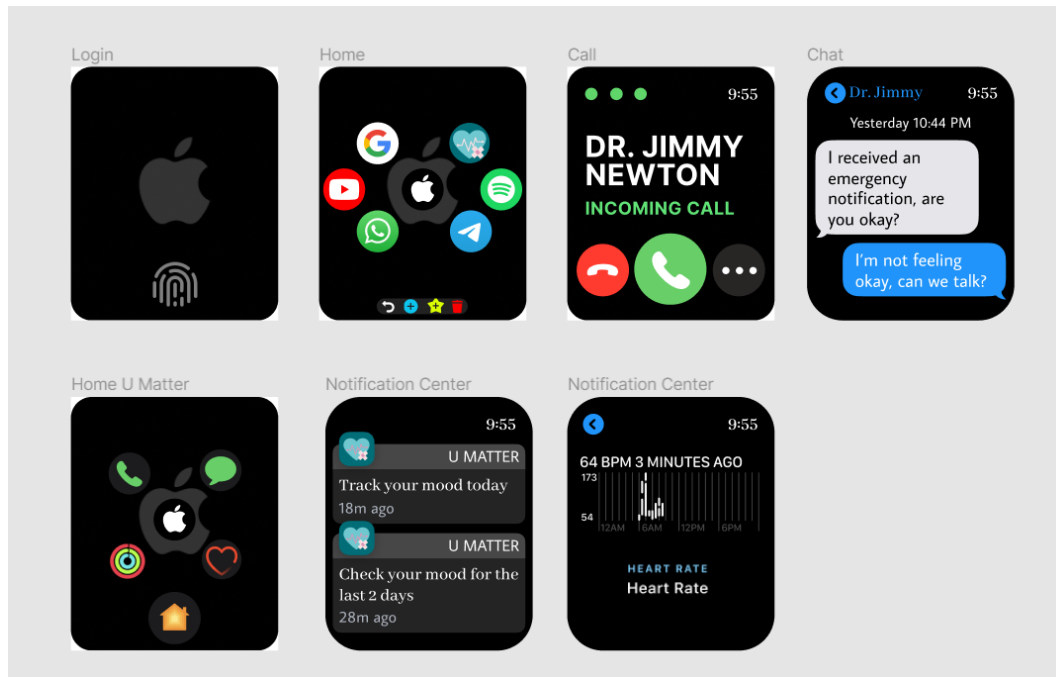 Login
Home
Call
9:55
DR. JIMMY
NEWTON
INCOMING CALL
Chat
Dr. Jimmy 9:55
Yesterday 10:44 PM
I received an
emergency
notification, are
you okay?
I'm not feeling
okay, can we talk?
Home U Matter
Notification Center
9:55
U MATTER
Track your mood today
18m ago
U MATTER
Check your mood for the
last 2 days
28m ago
Notification Center
9:55
64 BPM 3 MINUTES AGO
173
54
12AM 6AM 12PM 6PM
HEART RATE
Heart Rate